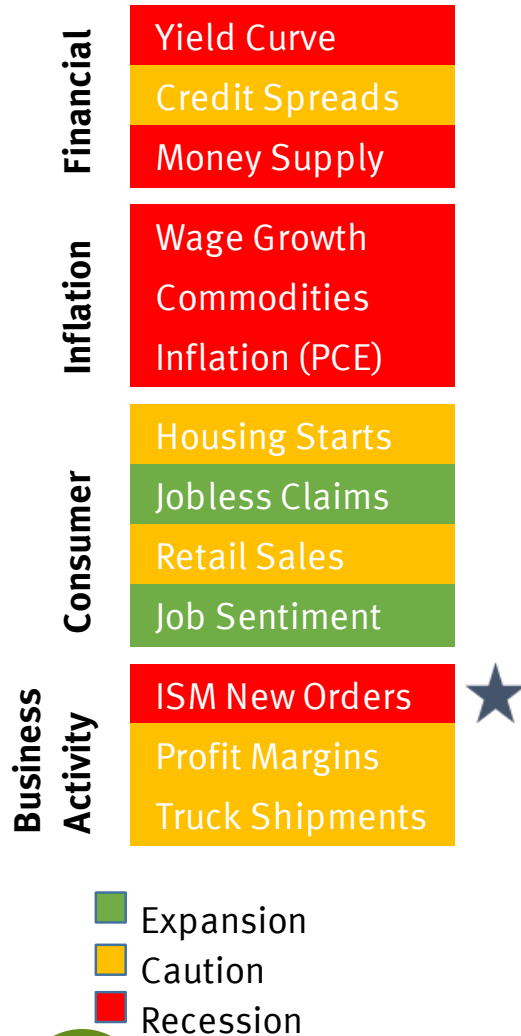 Financial
Yield Curve
Credit Spreads
Money Supply
Inflation
Wage Growth
Commodities
Inflation (PCE)
Consumer
Housing Starts
Jobless Claims
Retail Sales
Job Sentiment
Business
Activity
ISM New Orders
Profit Margins
Truck Shipments
Expansion
Caution
Recession